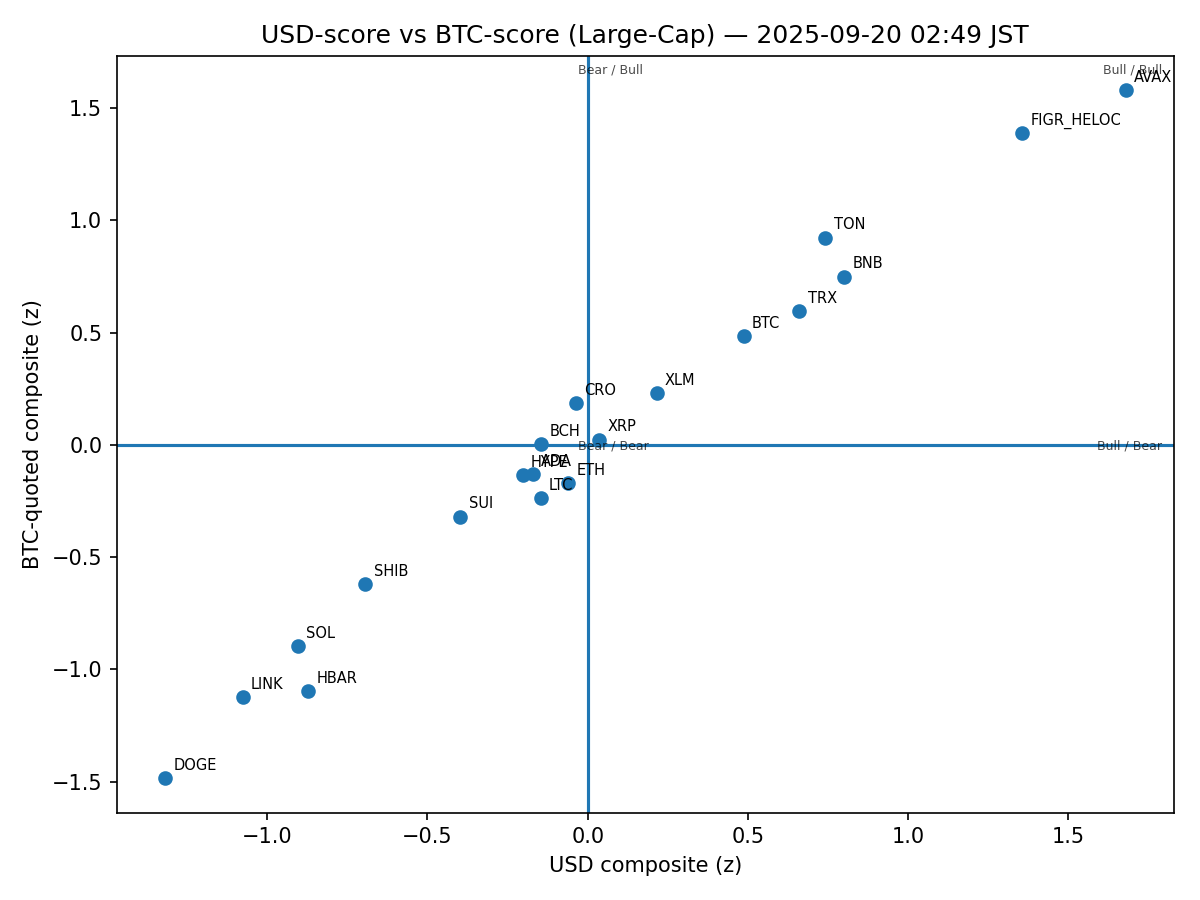 USD-score vs BTC-score (Large-Cap) — 2025-09-20 02:49 JST
Bear / Bull
Bull / Bull
AVAX
FIGR_HELOC
TON
BNB
TRX
BTC
XLM
CRO
XRP
BCH
Bear / Bear
Bull / Bear
HYPE
ADA
ETH
LTC
SUI
SHIB
SOL
HBAR
LINK
DOGE
1.5
1.0
0.5
0.0
−0.5
−1.0
−1.5
BTC-quoted composite (z)
−1.0
−0.5
0.0
0.5
1.0
1.5
USD composite (z)